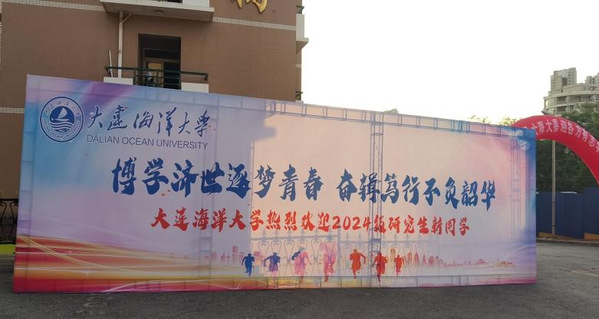 大连海洋大学
DALIAN OCEAN UNIVERSITY
博学济世逐梦青春 奋辑笃行不负韶华
大连海洋大学热烈欢迎2024级研究生新同学